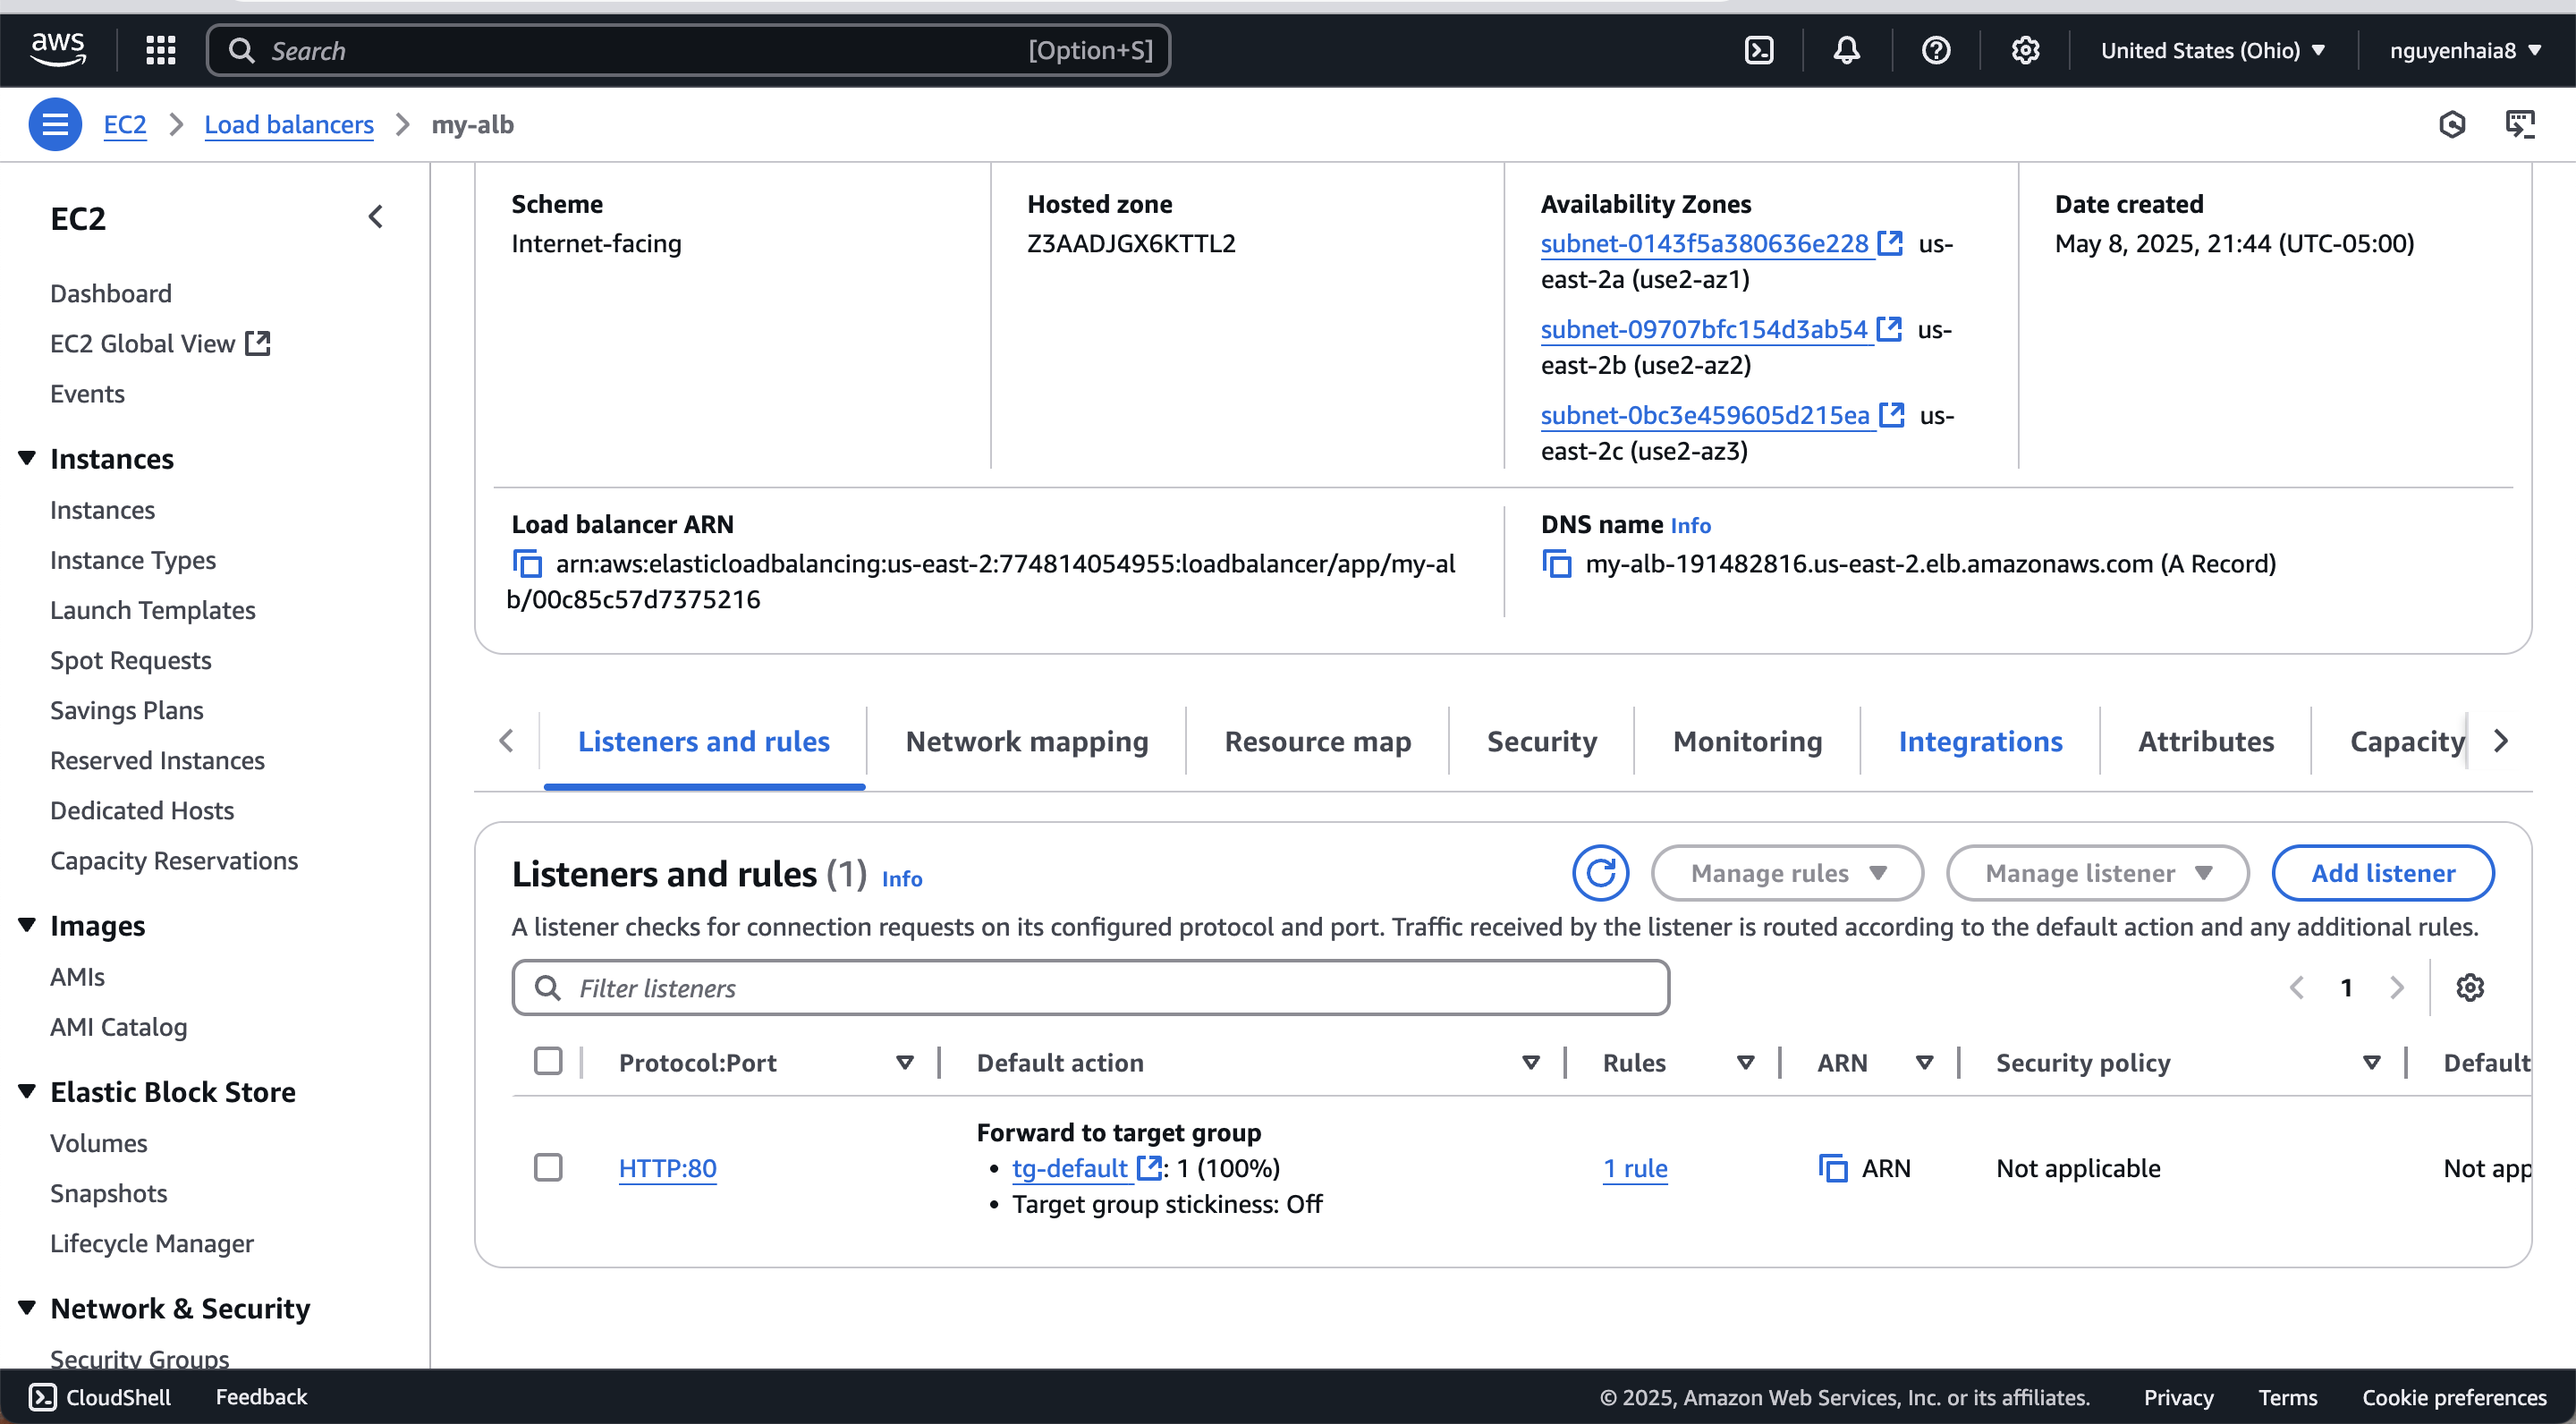 aws
Search
[Option+S]
United States (Ohio)
nguyenhaia8
EC2
Load balancers
my-alb
EC2
Dashboard
EC2 Global View
Events
Instances
Instances
Instance Types
Launch Templates
Spot Requests
Savings Plans
Reserved Instances
Dedicated Hosts
Capacity Reservations
Images
AMIs
AMI Catalog
Elastic Block Store
Volumes
Snapshots
Lifecycle Manager
Network & Security
Security Groups
Scheme
Internet-facing
Hosted zone
Z3AADJGX6KTTL2
Availability Zones
subnet-0143f5a380636e228 us-
east-2a (use2-az1)
subnet-09707bfc154d3ab54 us-
east-2b (use2-az2)
subnet-0bc3e459605d215ea us-
east-2c (use2-az3)
Date created
May 8, 2025, 21:44 (UTC-05:00)
Load balancer ARN
arn:aws:elasticloadbalancing:us-east-2:774814054955:loadbalancer/app/my-al
b/00c85c57d7375216
DNS name Info
my-alb-191482816.us-east-2.elb.amazonaws.com (A Record)
Listeners and rules
Network mapping
Resource map
Security
Monitoring
Integrations
Attributes
Capacity
Listeners and rules (1) Info
Manage rules
Manage listener
Add listener
A listener checks for connection requests on its configured protocol and port. Traffic received by the listener is routed according to the default action and any additional rules.
Filter listeners
1
Protocol:Port
Default action
Rules
ARN
Security policy
Default
HTTP:80
Forward to target group
• tg-default : 1 (100%)
• Target group stickiness: Off
1 rule
ARN
Not applicable
Not app
CloudShell
Feedback
© 2025, Amazon Web Services, Inc. or its affiliates.
Privacy
Terms
Cookie preferences